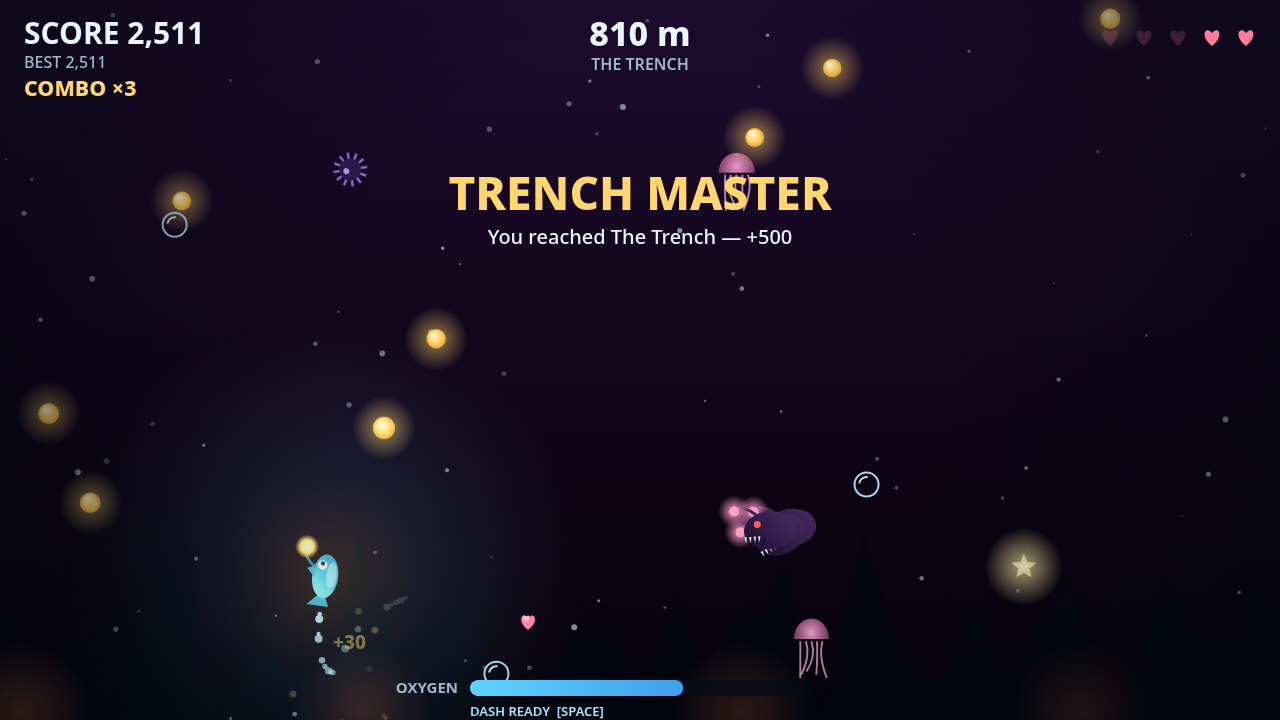 SCORE 2,511
BEST 2,511
COMBO ×3
810 m
THE TRENCH
TRENCH MASTER
You reached The Trench — +500
+30
OXYGEN
DASH READY [SPACE]